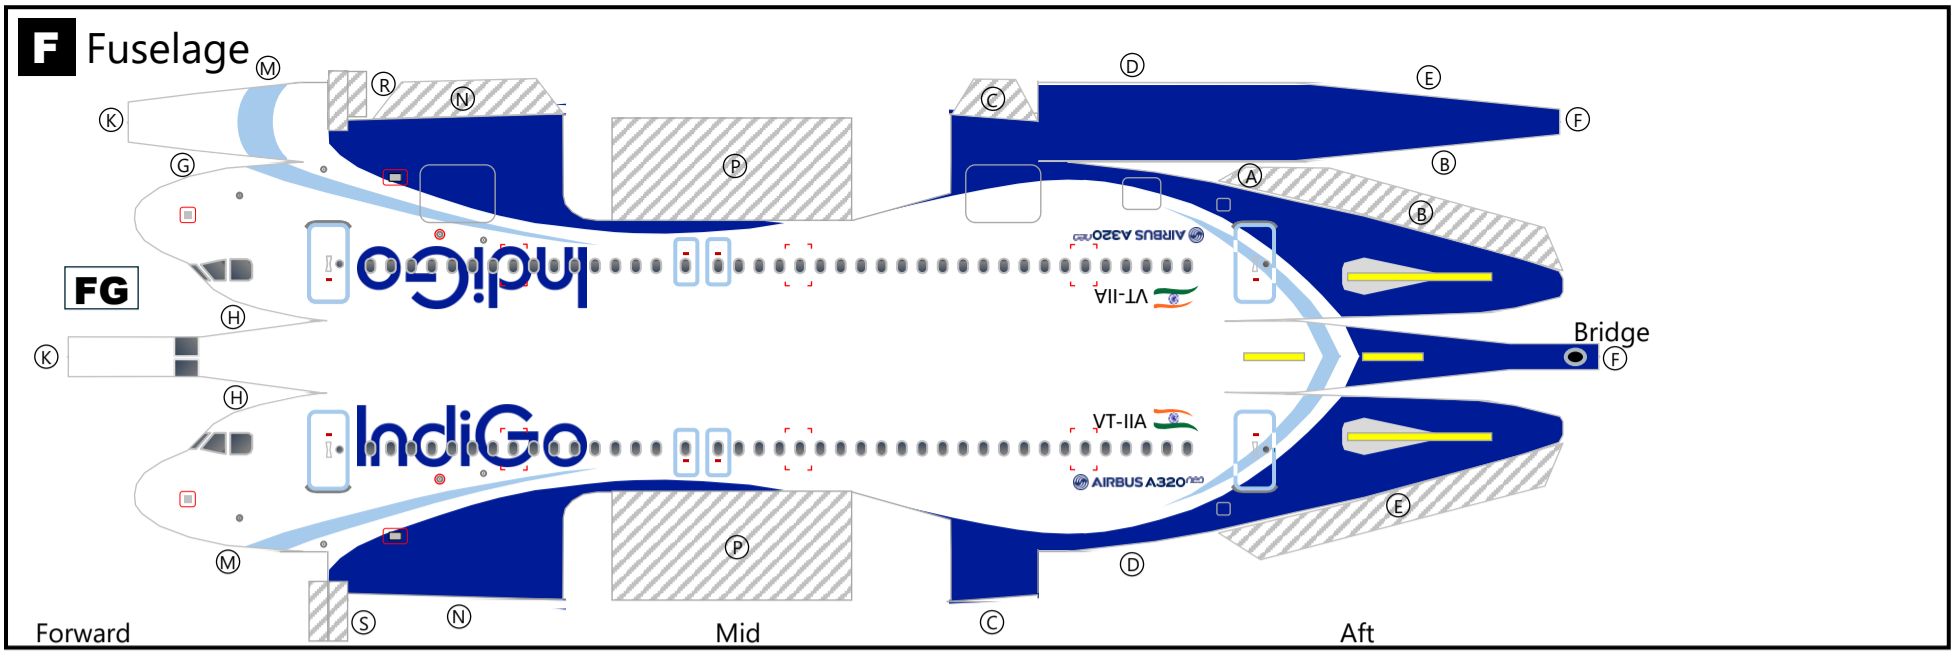 F Fuselage
M
R
N
C
D
E
K
F
G
P
B
A
B
AIRBUS A320neo
IndiGo
FG
VT-IIA
H
Bridge
K
F
H
IndiGo
VT-IIA
AIRBUS A320neo
E
M
P
D
S
N
C
Forward
Mid
Aft